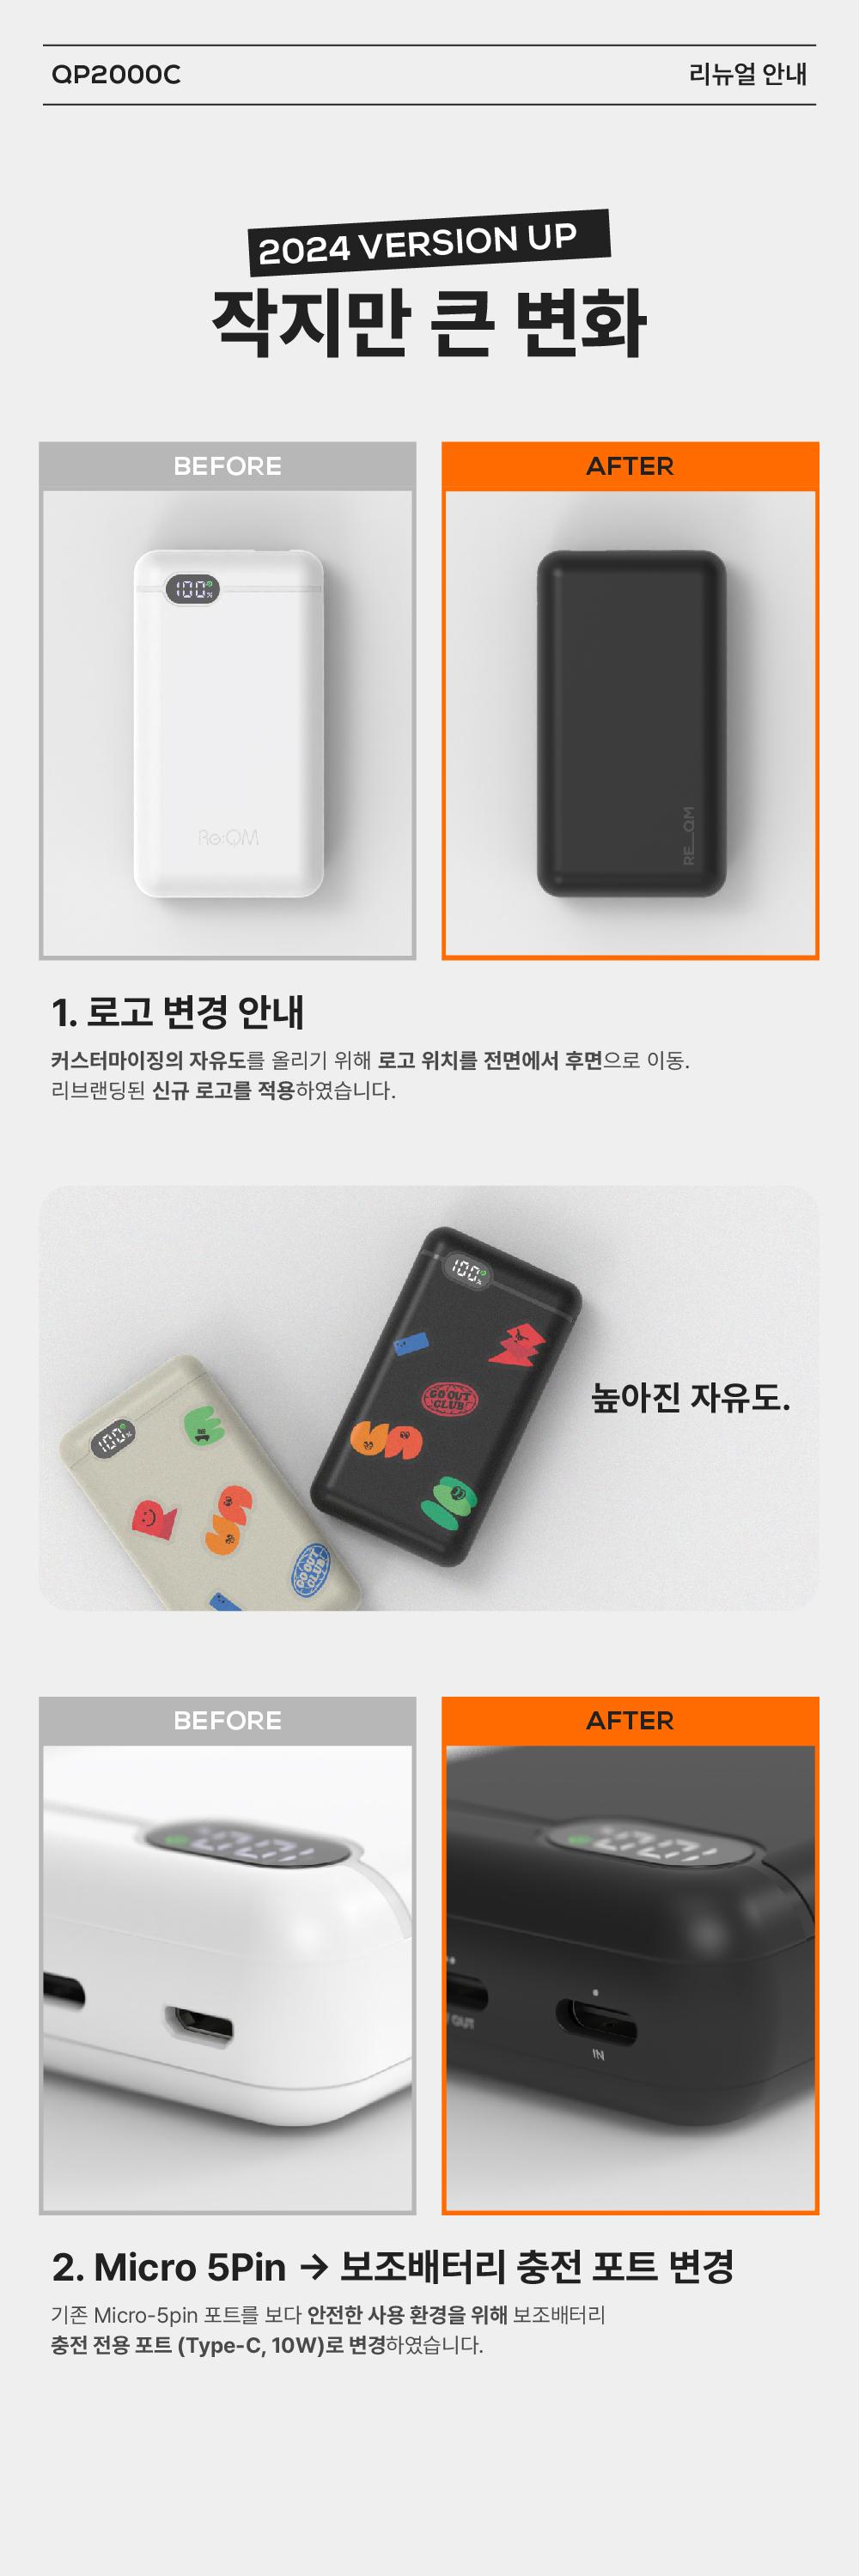 QP2000C
리뉴얼 안내
2024 VERSION UP
작지만 큰 변화
BEFORE
AFTER
100%
Re:QM
RE__QM
1. 로고 변경 안내
커스터마이징의 자유도를 올리기 위해 로고 위치를 전면에서 후면으로 이동.
리브랜딩된 신규 로고를 적용하였습니다.
100%
GO OUT
CLUB
높아진 자유도.
100%
GO OUT
CLUB
BEFORE
AFTER
OUT
IN
2. Micro 5Pin → 보조배터리 충전 포트 변경
기존 Micro-5pin 포트를 보다 안전한 사용 환경을 위해 보조배터리
충전 전용 포트 (Type-C, 10W)로 변경하였습니다.